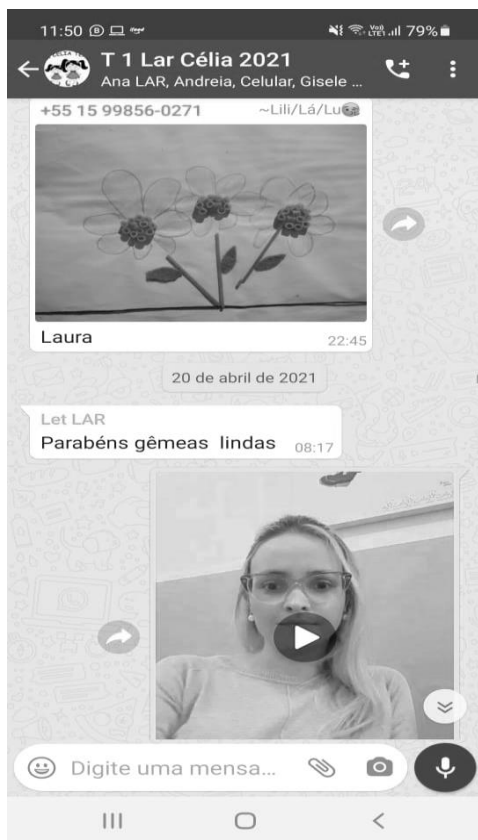 11:50
79%
T 1 Lar Célia 2021
Ana LAR, Andreia, Celular, Gisele ...
+55 15 99856-0271 ~Lili/Lá/Lu
Laura
22:45
20 de abril de 2021
Let LAR
Parabéns gêmeas lindas 08:17
Digite uma mensa...